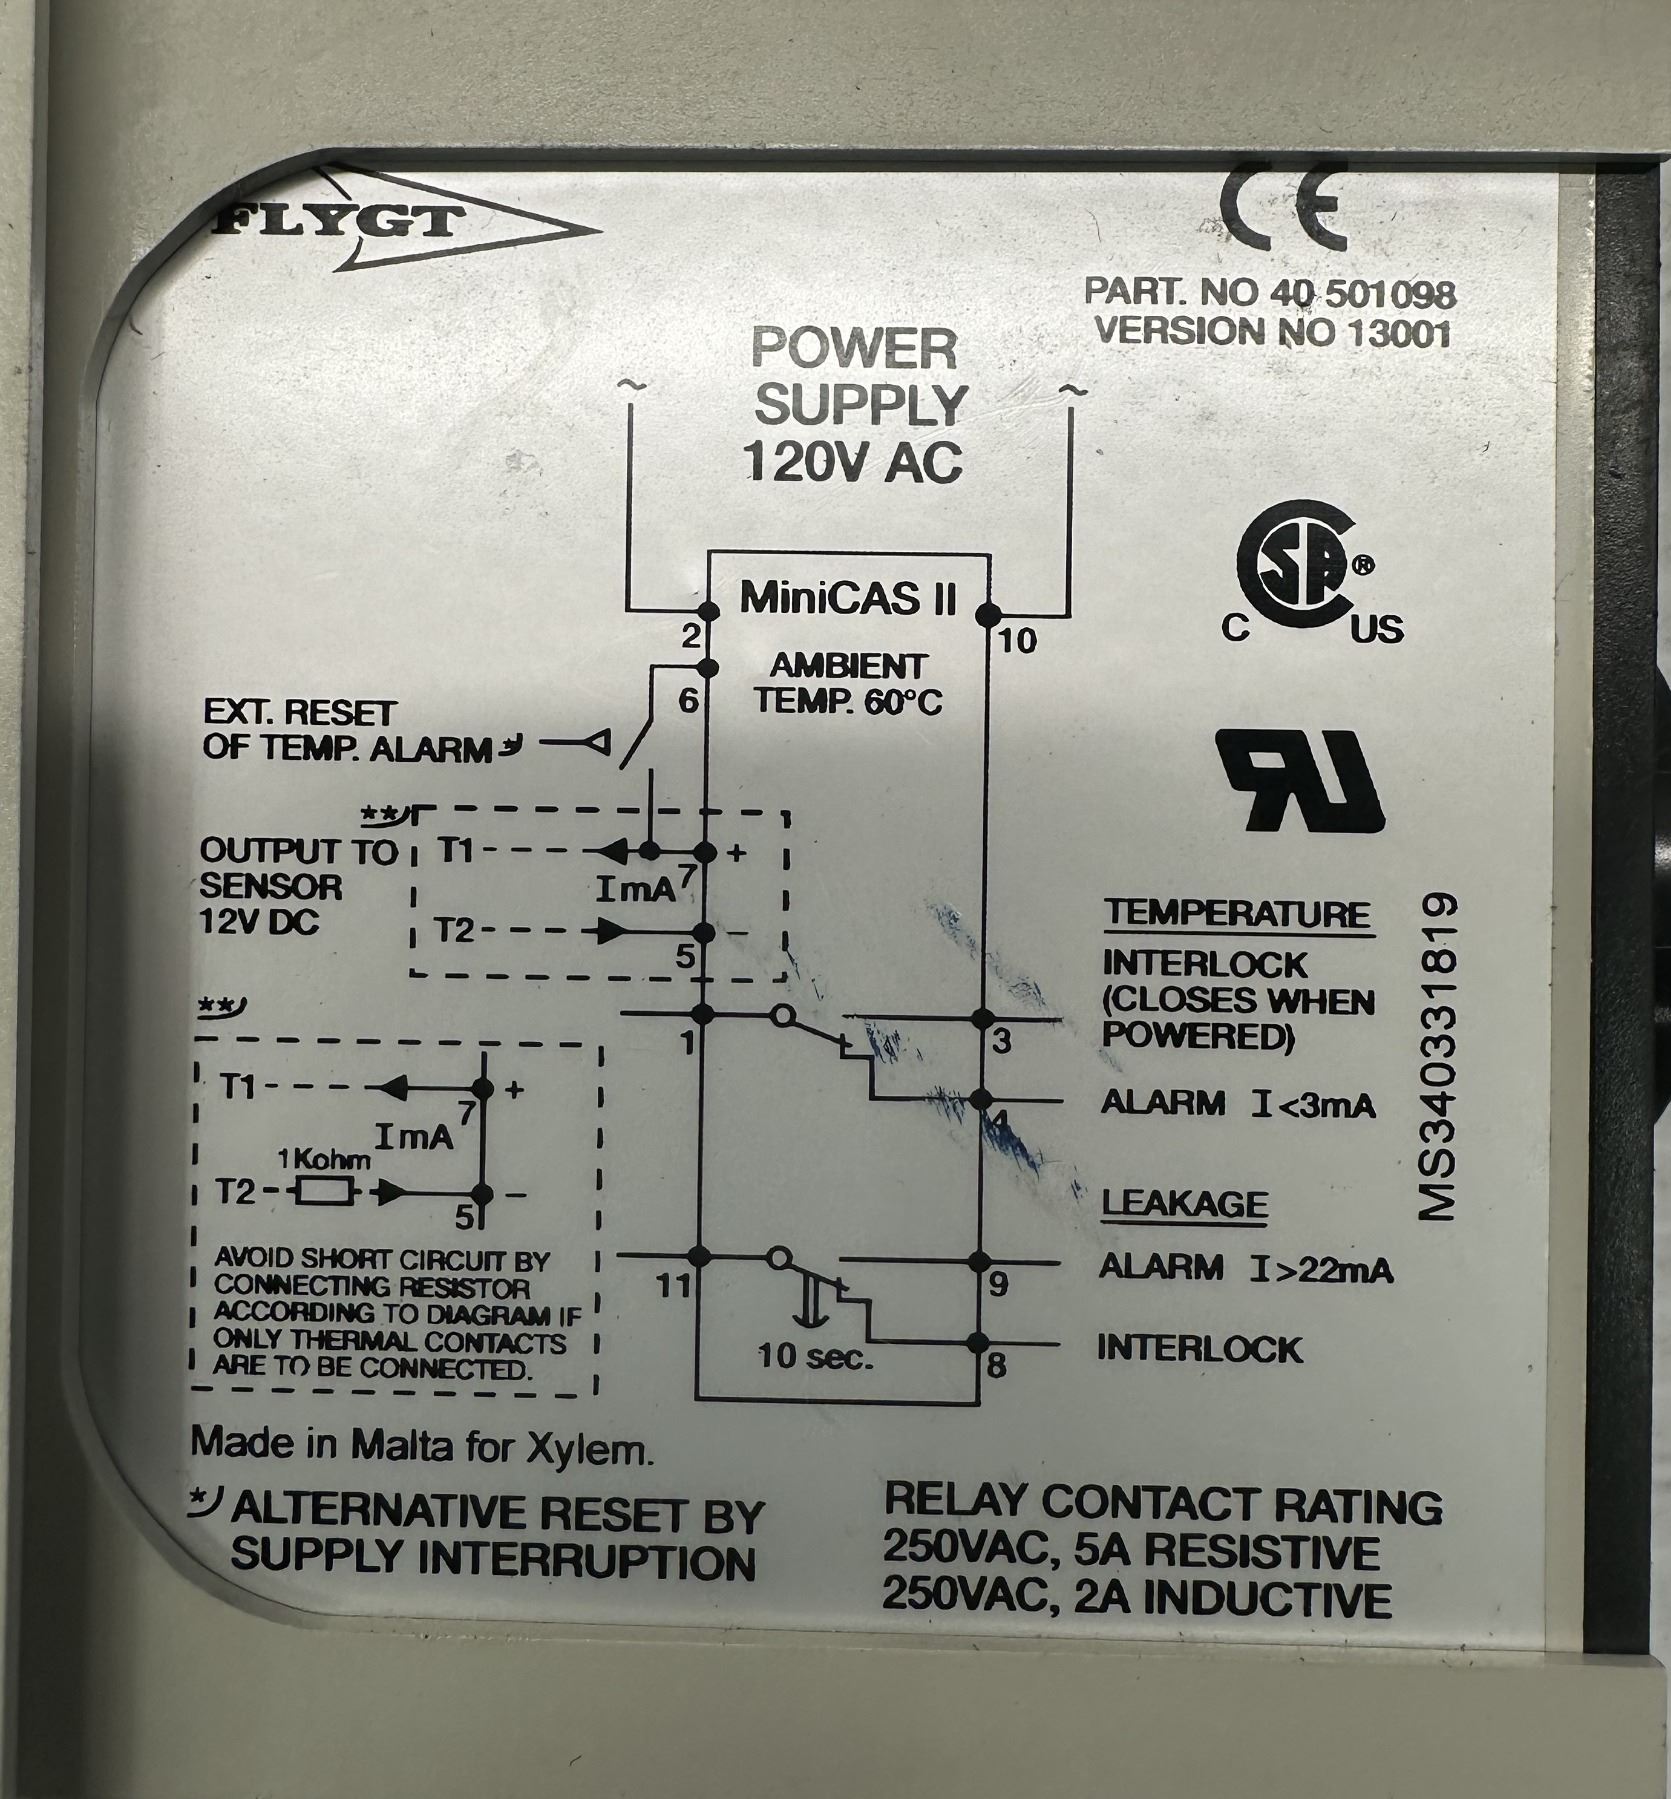 FLYGT
CE
PART. NO 40 501098
VERSION NO 13001
POWER
SUPPLY
120V AC
~
~
MiniCAS II
2
10
AMBIENT
TEMP. 60°C
6
CSA®
C US
EXT. RESET
OF TEMP. ALARM *)
RU
**)
OUTPUT TO
SENSOR
12V DC
T1
+
7
ImA
T2
-
5
TEMPERATURE
INTERLOCK
(CLOSES WHEN
POWERED)
1
3
ALARM I<3mA
4
MS3403331819
**)
T1
+
7
ImA
1Kohm
T2
-
5
AVOID SHORT CIRCUIT BY
CONNECTING RESISTOR
ACCORDING TO DIAGRAM IF
ONLY THERMAL CONTACTS
ARE TO BE CONNECTED.
LEAKAGE
ALARM I>22mA
11
9
10 sec.
INTERLOCK
8
Made in Malta for Xylem.
*) ALTERNATIVE RESET BY
SUPPLY INTERRUPTION
RELAY CONTACT RATING
250VAC, 5A RESISTIVE
250VAC, 2A INDUCTIVE